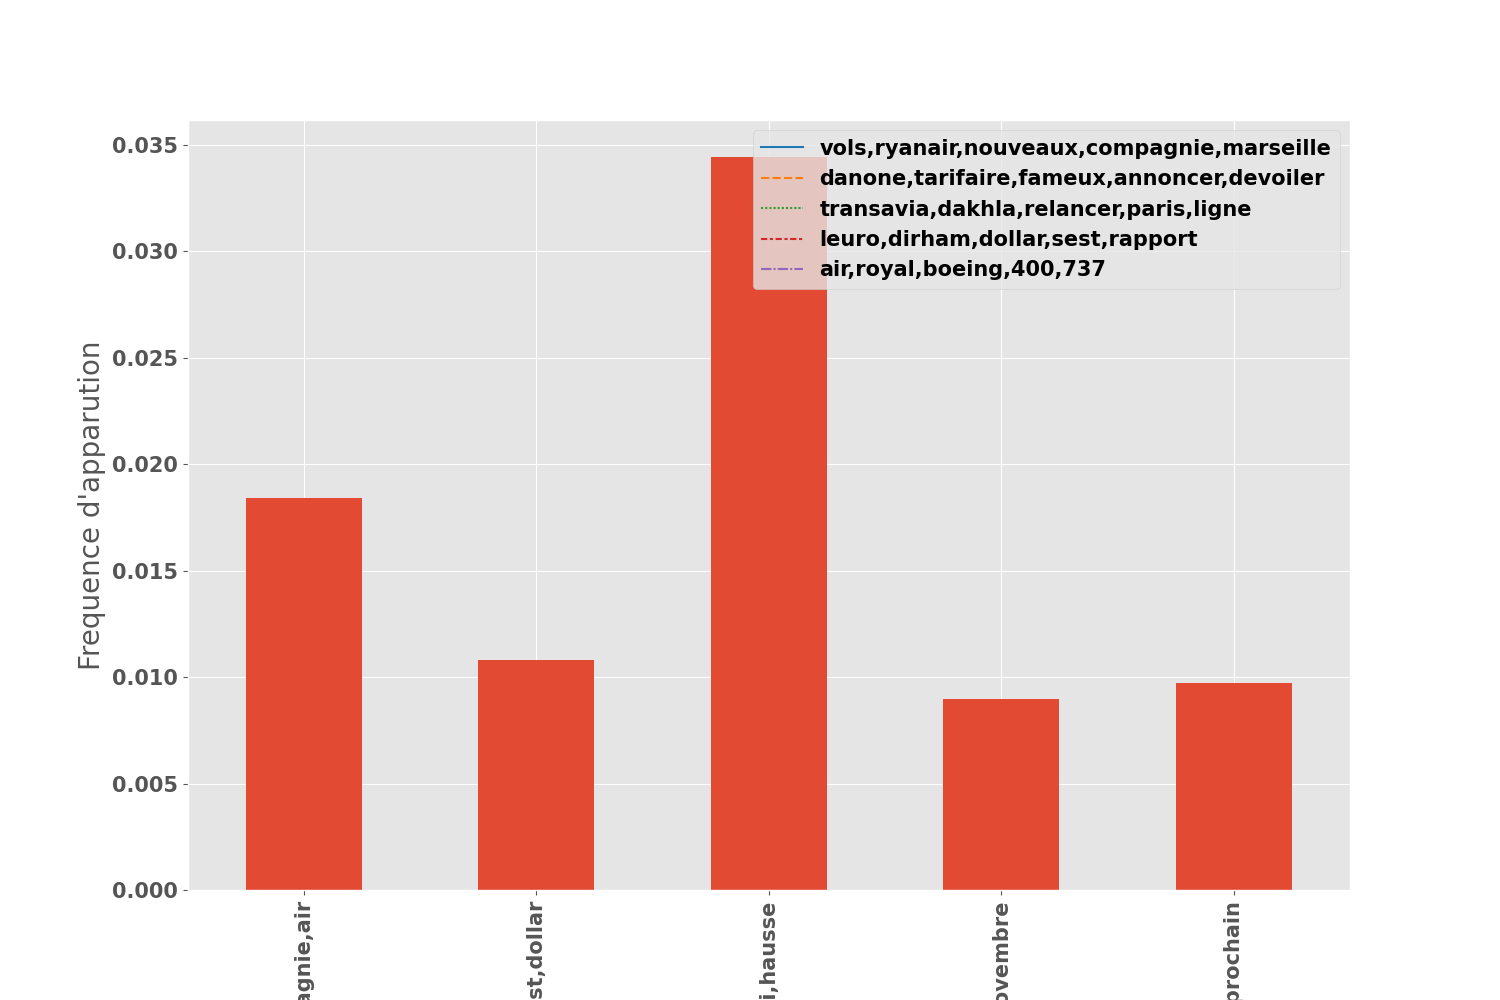 0.035
0.030
0.025
0.020
0.015
0.010
0.005
0.000
Frequence d'apparution
vols,ryanair,nouveaux,compagnie,marseille
danone,tarifaire,fameux,annoncer,devoiler
transavia,dakhla,relancer,paris,ligne
leuro,dirham,dollar,sest,rapport
air,royal,boeing,400,737
agnie,air
st,dollar
i,hausse
ovembre
prochain